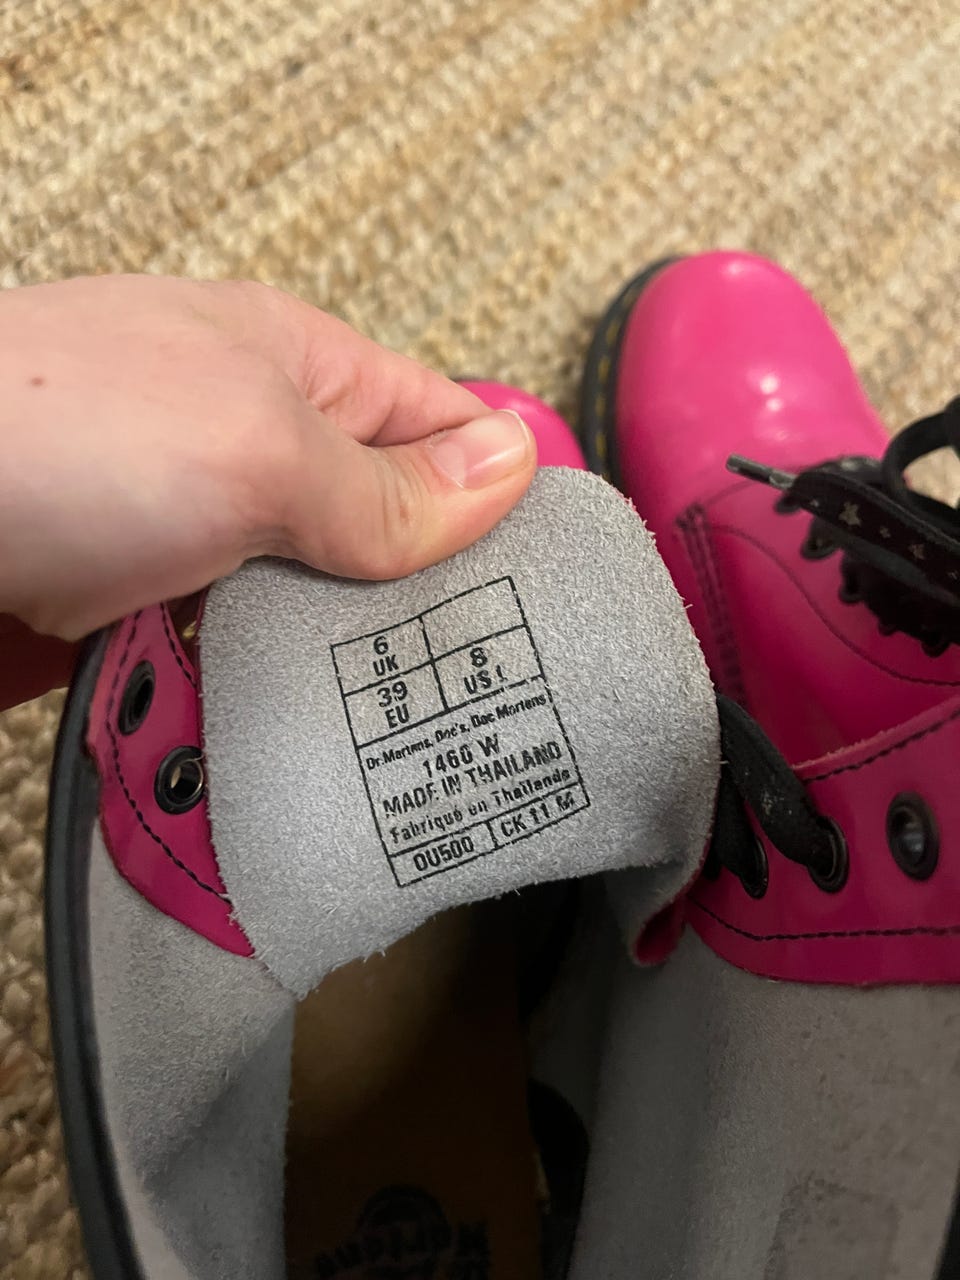 6
UK
39
EU
8
US L
Dr.Martens, Doc's, Doc Martens
1460 W
MADE IN THAILAND
Fabriqué en Thaïlande
OU500
CK 11 M